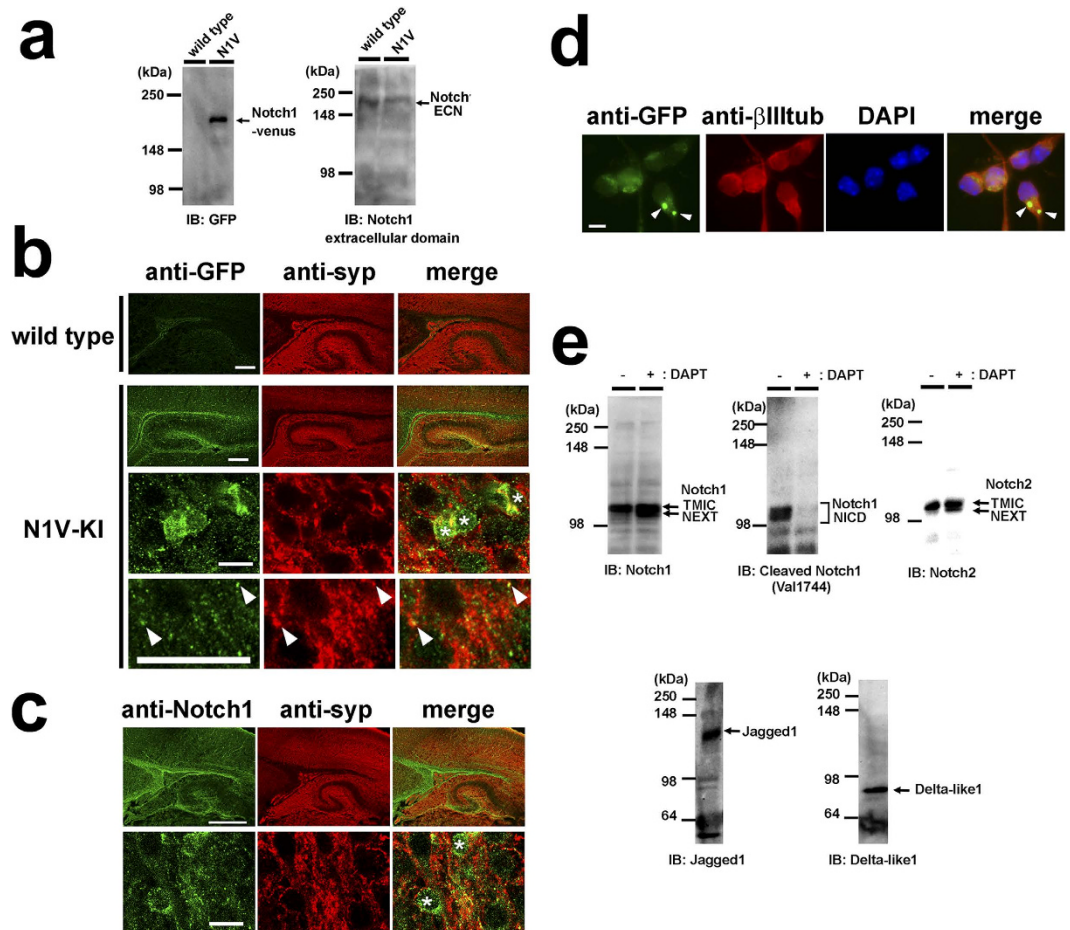 a
wild type
N1V
(kDa)
250
148
98
Notch1
-venus
IB: GFP
wild type
N1V
(kDa)
250
148
98
Notch
ECN
IB: Notch1
extracellular domain
b
anti-GFP anti-syp merge
wild type
N1V-KI
*
*
*
c
anti-Notch1 anti-syp merge
*
*
d
anti-GFP anti-βIIItub DAPI merge
e
- + : DAPT
(kDa)
250
148
98
Notch1
TMIC
NEXT
IB: Notch1
- + : DAPT
(kDa)
250
148
98
Notch1
NICD
IB: Cleaved Notch1
(Val1744)
- + : DAPT
(kDa)
250
148
98
Notch2
TMIC
NEXT
IB: Notch2
(kDa)
250
148
98
64
Jagged1
IB: Jagged1
(kDa)
250
148
98
64
Delta-like1
IB: Delta-like1